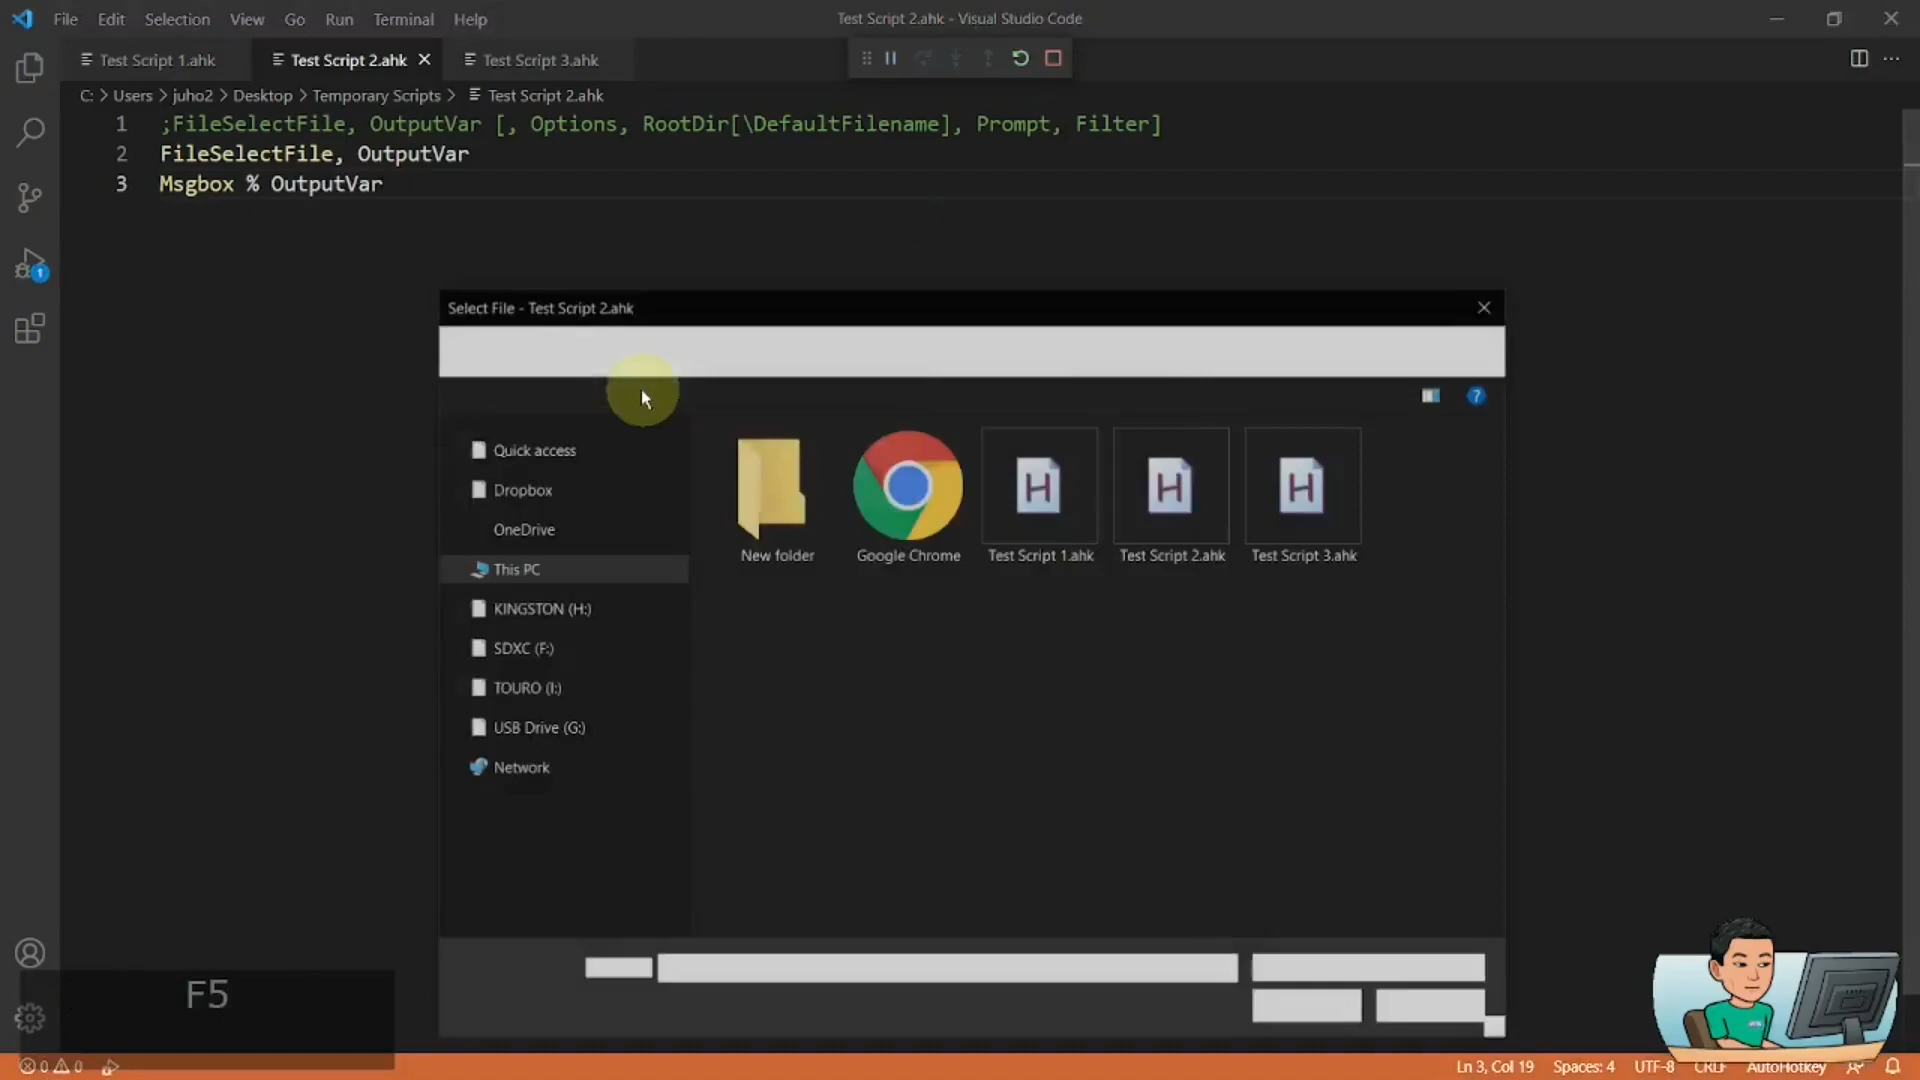 File Edit Selection View Go Run Terminal Help
Test Script 2.ahk - Visual Studio Code
Test Script 1.ahk
Test Script 2.ahk
Test Script 3.ahk
C: > Users > juho2 > Desktop > Temporary Scripts > Test Script 2.ahk
1 ;FileSelectFile, OutputVar [, Options, RootDir[\DefaultFilename], Prompt, Filter]
2 FileSelectFile, OutputVar
3 Msgbox % OutputVar
1
Select File - Test Script 2.ahk
?
Quick access
Dropbox
OneDrive
This PC
KINGSTON (H:)
SDXC (F:)
TOURO (I:)
USB Drive (G:)
Network
New folder
Google Chrome
Test Script 1.ahk
Test Script 2.ahk
Test Script 3.ahk
F5
0 0
Ln 3, Col 19 Spaces: 4 UTF-8 CRLF AutoHotkey